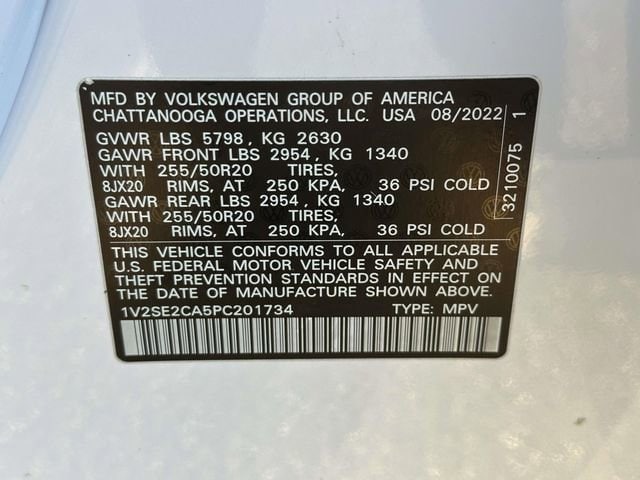 MFD BY VOLKSWAGEN GROUP OF AMERICA
CHATTANOOGA OPERATIONS, LLC. USA 08/2022
GVWR LBS 5798 , KG 2630
GAWR FRONT LBS 2954 , KG 1340
WITH 255/50R20 TIRES,
8JX20 RIMS, AT 250 KPA, 36 PSI COLD
GAWR REAR LBS 2954 , KG 1340
WITH 255/50R20 TIRES,
8JX20 RIMS, AT 250 KPA, 36 PSI COLD
THIS VEHICLE CONFORMS TO ALL APPLICABLE
U.S. FEDERAL MOTOR VEHICLE SAFETY AND
THEFT PREVENTION STANDARDS IN EFFECT ON
THE DATE OF MANUFACTURE SHOWN ABOVE.
1V2SE2CA5PC201734 TYPE: MPV
3210075 1